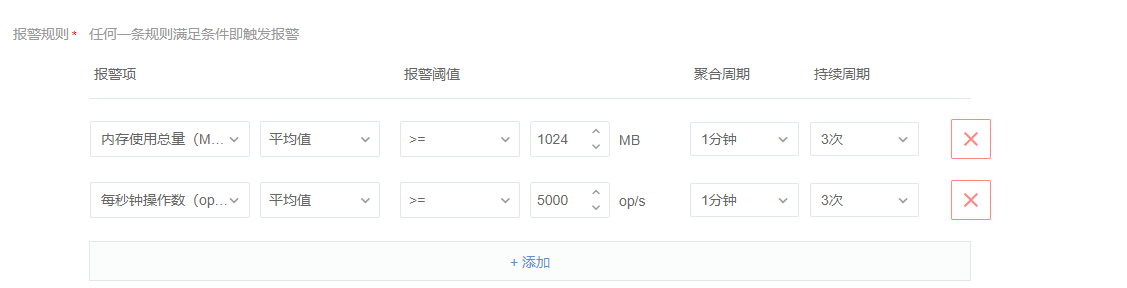 报警规则* 任何一条规则满足条件即触发报警
报警项 报警阈值 聚合周期 持续周期
内存使用总量（M... 平均值 >= 1024 MB 1分钟 3次
每秒钟操作数（op... 平均值 >= 5000 op/s 1分钟 3次
+ 添加